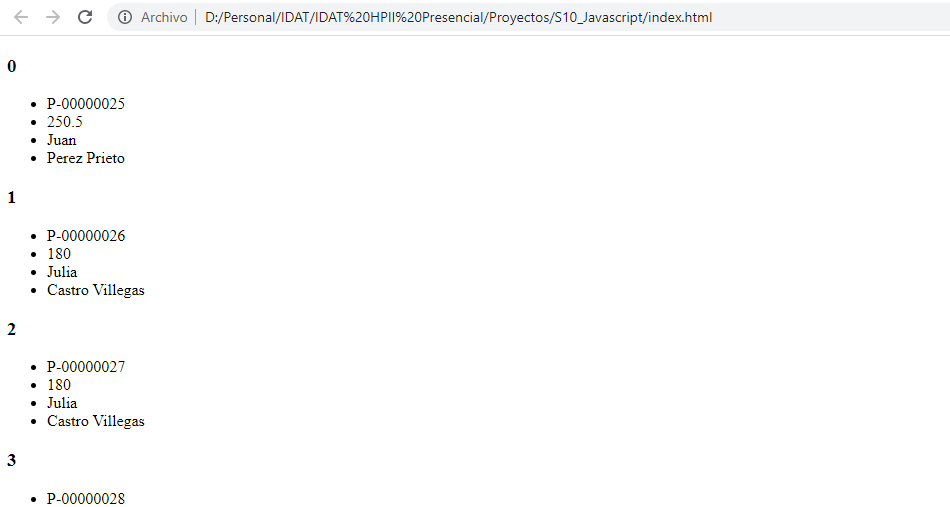 Archivo D:/Personal/IDAT/IDAT%20HPII%20Presencial/Proyectos/S10_Javascript/index.html
0
P-00000025
250.5
Juan
Perez Prieto
1
P-00000026
180
Julia
Castro Villegas
2
P-00000027
180
Julia
Castro Villegas
3
P-00000028